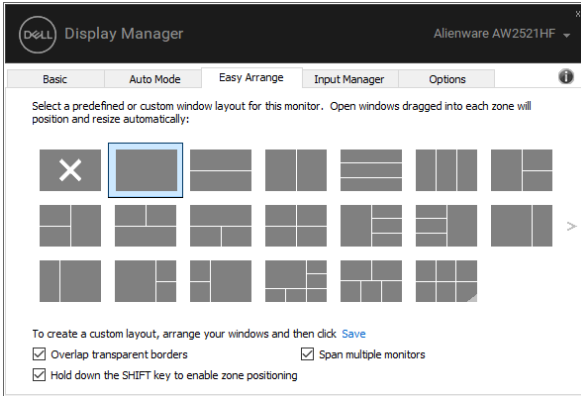 DELL Display Manager Alienware AW2521HF
Basic Auto Mode Easy Arrange Input Manager Options
Select a predefined or custom window layout for this monitor. Open windows dragged into each zone will
position and resize automatically:
To create a custom layout, arrange your windows and then click Save
Overlap transparent borders Span multiple monitors
Hold down the SHIFT key to enable zone positioning